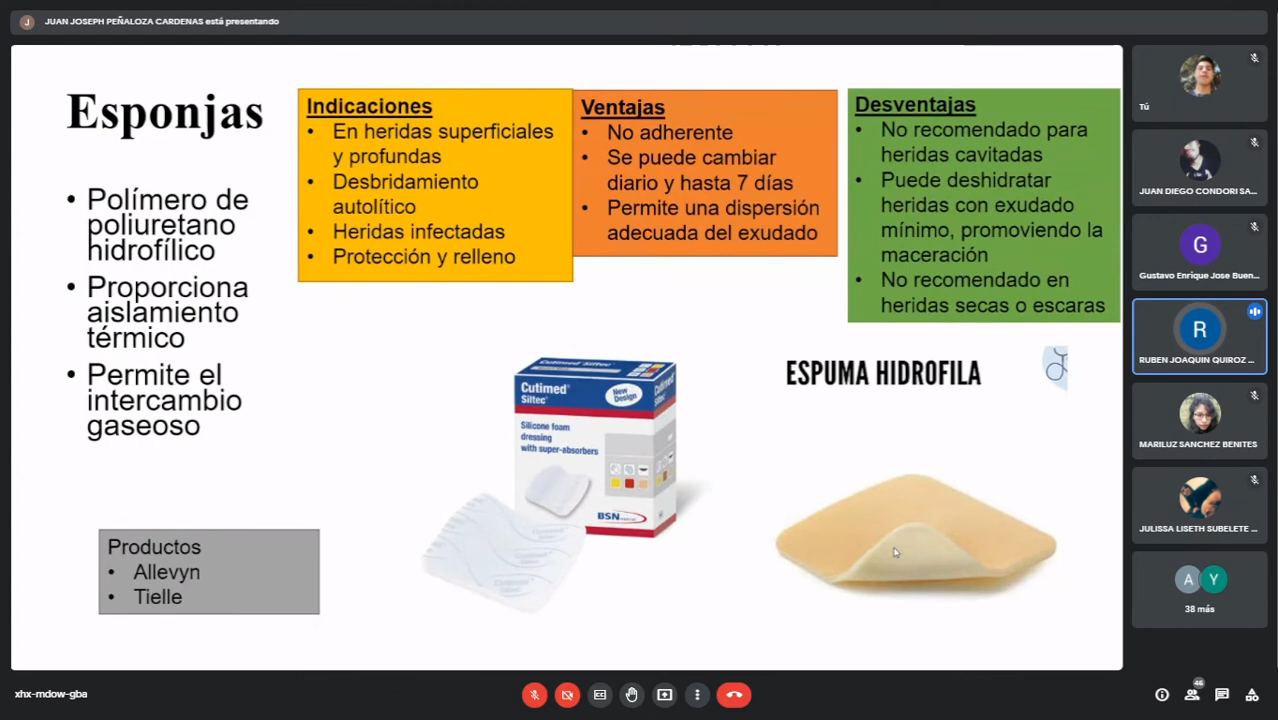 JUAN JOSEPH PEÑALOZA CARDENAS está presentando
Esponjas
• Polímero de
poliuretano
hidrofílico
• Proporciona
aislamiento
térmico
• Permite el
intercambio
gaseoso
Productos
• Allevyn
• Tielle
Indicaciones
• En heridas superficiales
y profundas
• Desbridamiento
autolítico
• Heridas infectadas
• Protección y relleno
Ventajas
• No adherente
• Se puede cambiar
diario y hasta 7 días
• Permite una dispersión
adecuada del exudado
Desventajas
• No recomendado para
heridas cavitadas
• Puede deshidratar
heridas con exudado
mínimo, promoviendo la
maceración
• No recomendado en
heridas secas o escaras
Cutimed®
Siltec®
New
Design
Silicone foam
dressing
with super-absorbers
BSN medical
ESPUMA HIDROFILA
Tú
JUAN DIEGO CONDORI SA...
G
Gustavo Enrique Jose Buen...
R
RUBEN JOAQUIN QUIROZ ...
MARILUZ SANCHEZ BENITES
JULISSA LISETH SUBELETE ...
A Y
38 más
xhx-mdow-gba
46